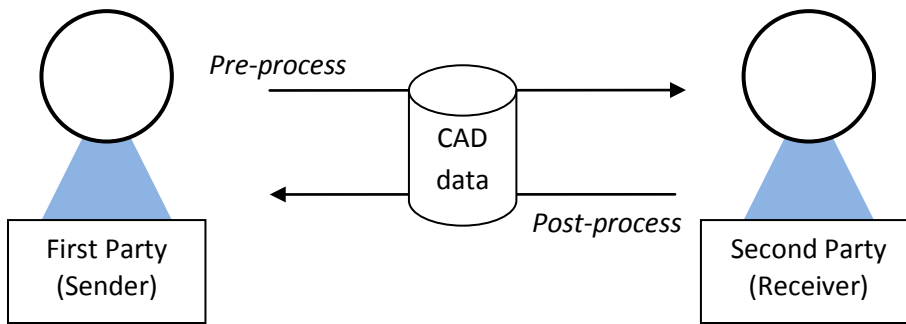 Pre-process
CAD
data
Post-process
First Party
(Sender)
Second Party
(Receiver)